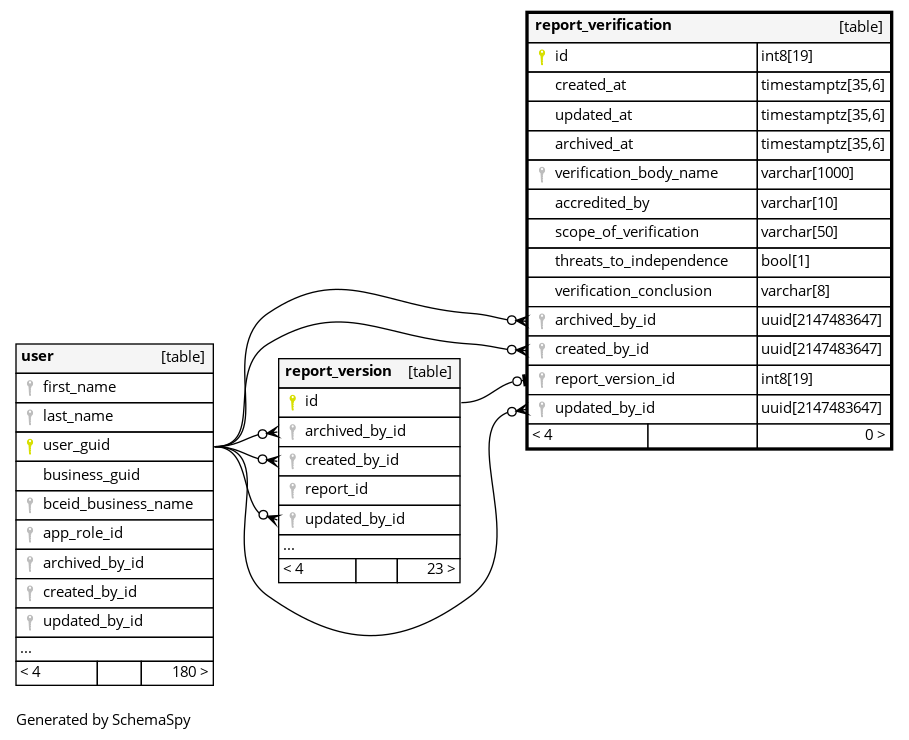 report_verification [table]
id int8[19]
created_at timestamptz[35,6]
updated_at timestamptz[35,6]
archived_at timestamptz[35,6]
verification_body_name varchar[1000]
accredited_by varchar[10]
scope_of_verification varchar[50]
threats_to_independence bool[1]
verification_conclusion varchar[8]
archived_by_id uuid[2147483647]
created_by_id uuid[2147483647]
report_version_id int8[19]
updated_by_id uuid[2147483647]
< 4 0 >
user [table]
first_name
last_name
user_guid
business_guid
bceid_business_name
app_role_id
archived_by_id
created_by_id
updated_by_id
...
< 4 180 >
report_version [table]
id
archived_by_id
created_by_id
report_id
updated_by_id
...
< 4 23 >
Generated by SchemaSpy